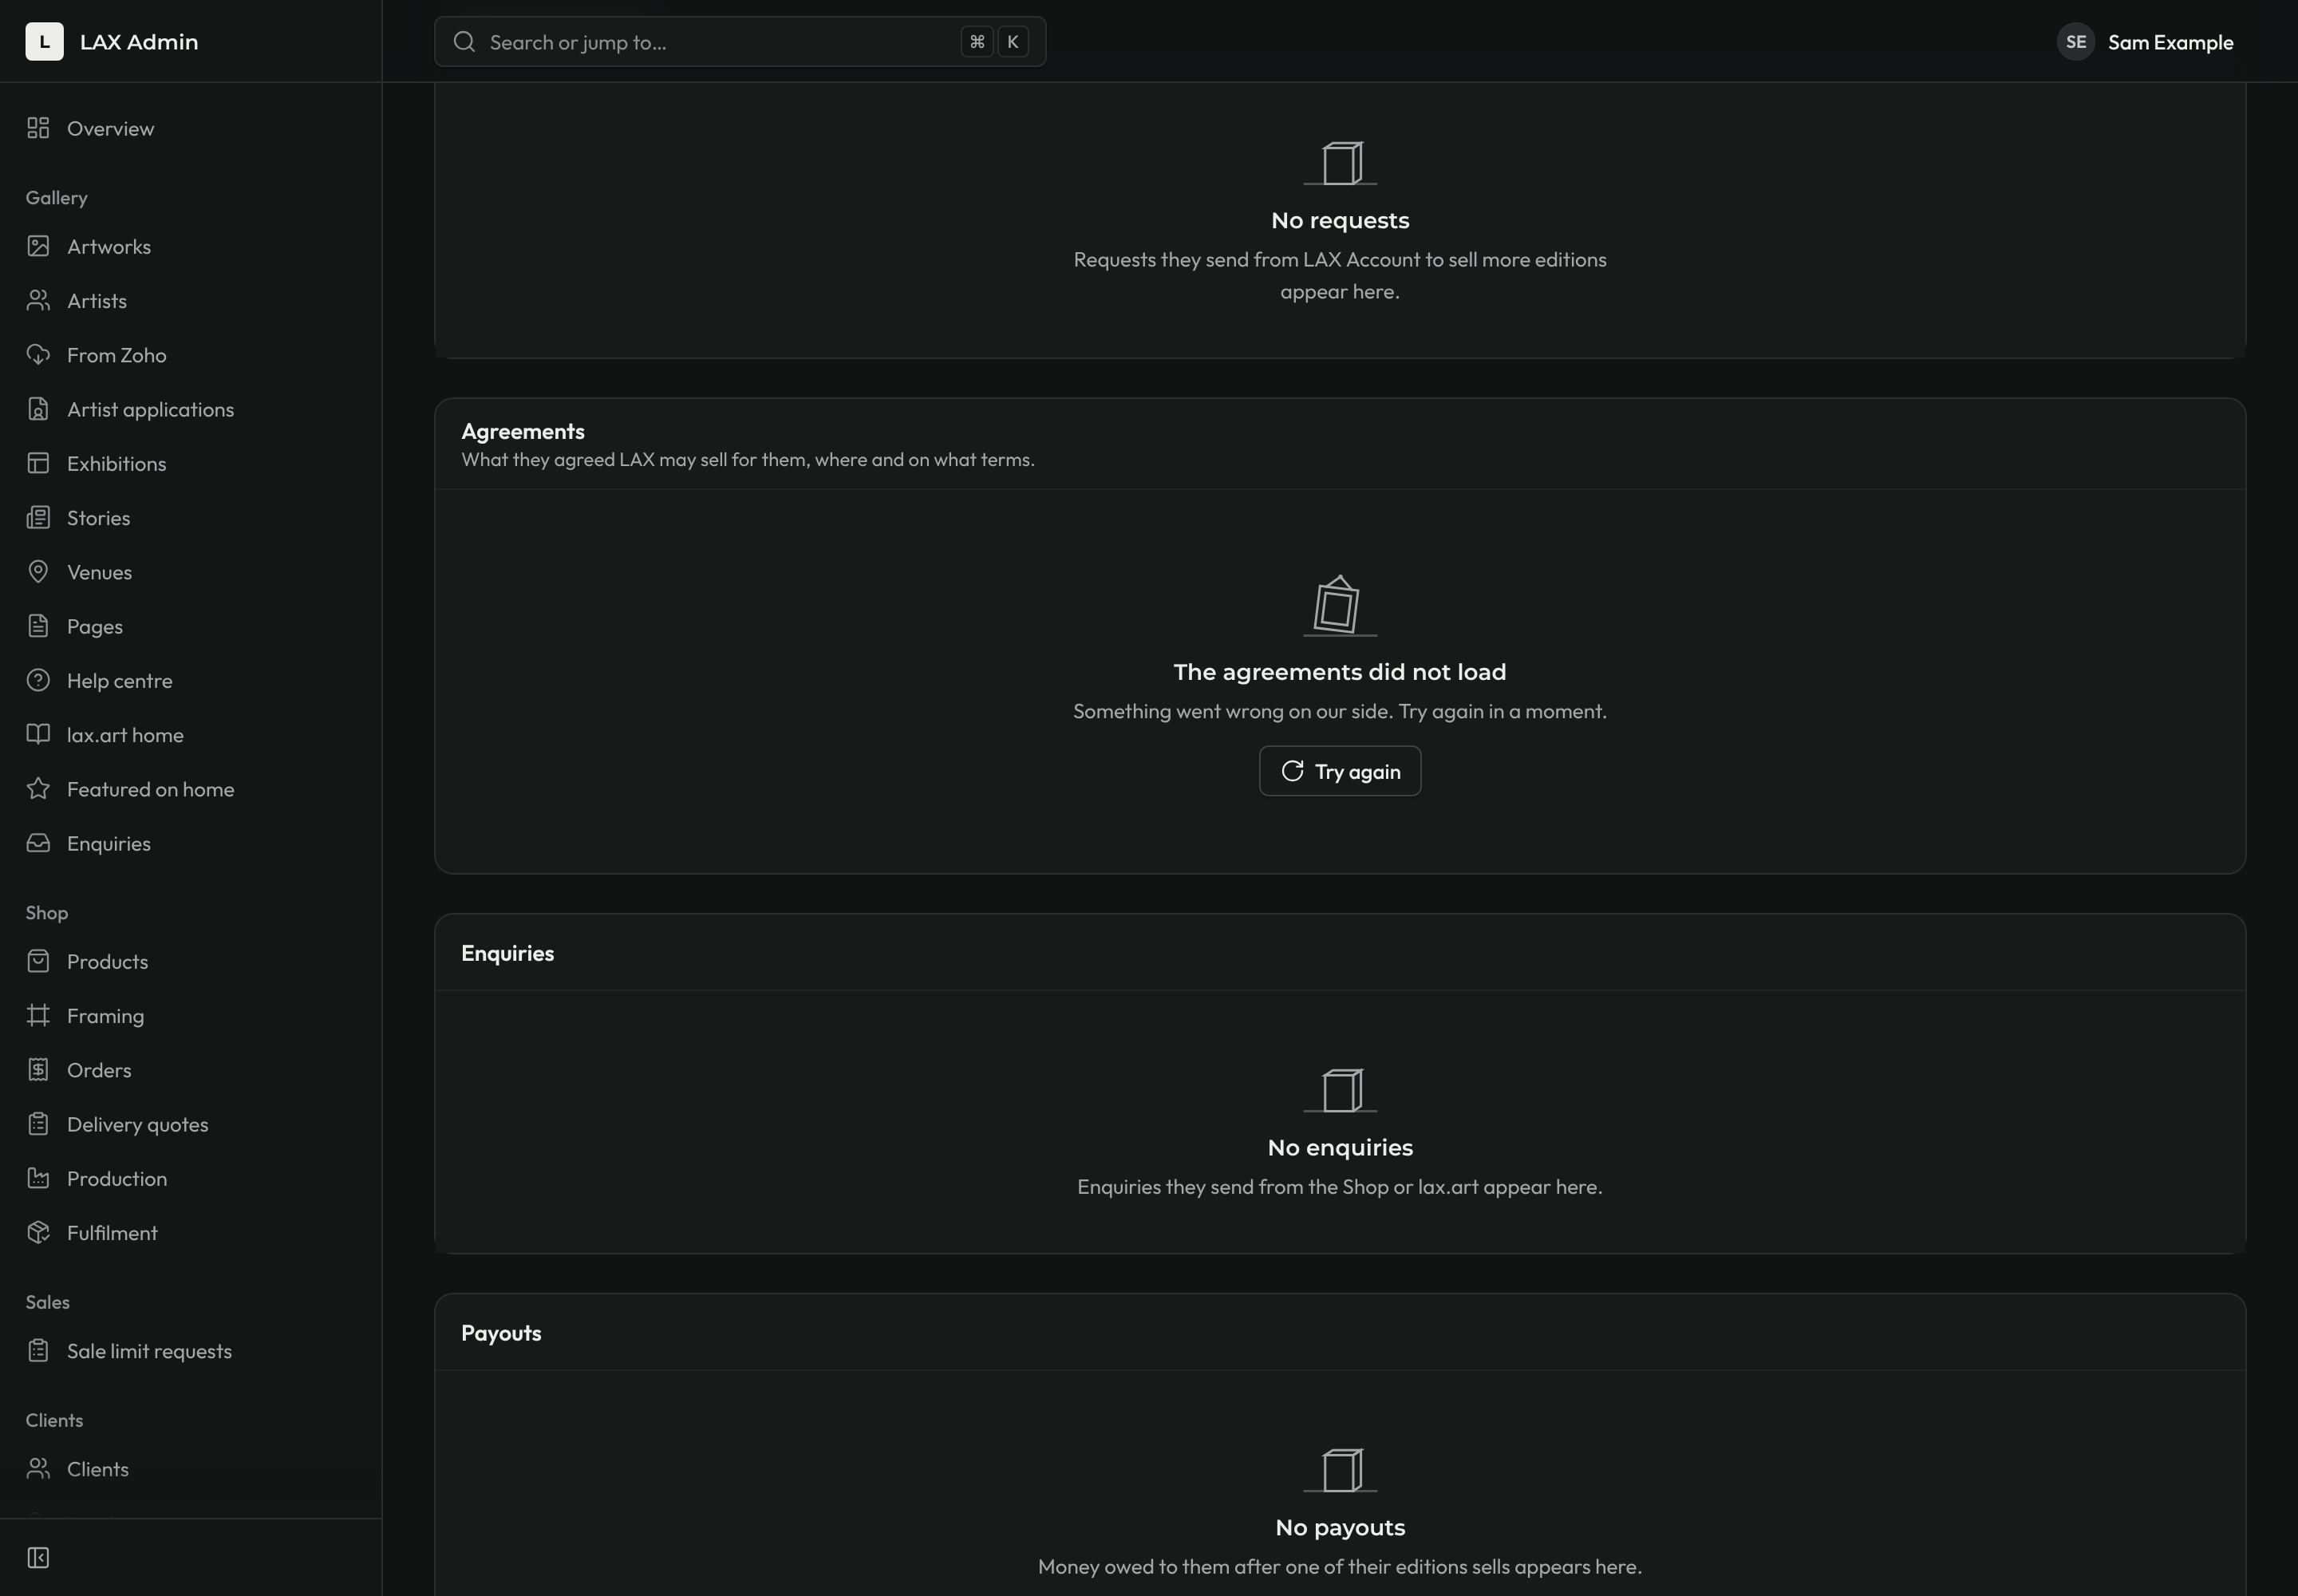 L LAX Admin
Search or jump to...
⌘ K
SE Sam Example
Overview
Gallery
Artworks
Artists
From Zoho
Artist applications
Exhibitions
Stories
Venues
Pages
Help centre
lax.art home
Featured on home
Enquiries
Shop
Products
Framing
Orders
Delivery quotes
Production
Fulfilment
Sales
Sale limit requests
Clients
Clients
No requests
Requests they send from LAX Account to sell more editions
appear here.
Agreements
What they agreed LAX may sell for them, where and on what terms.
The agreements did not load
Something went wrong on our side. Try again in a moment.
Try again
Enquiries
No enquiries
Enquiries they send from the Shop or lax.art appear here.
Payouts
No payouts
Money owed to them after one of their editions sells appears here.